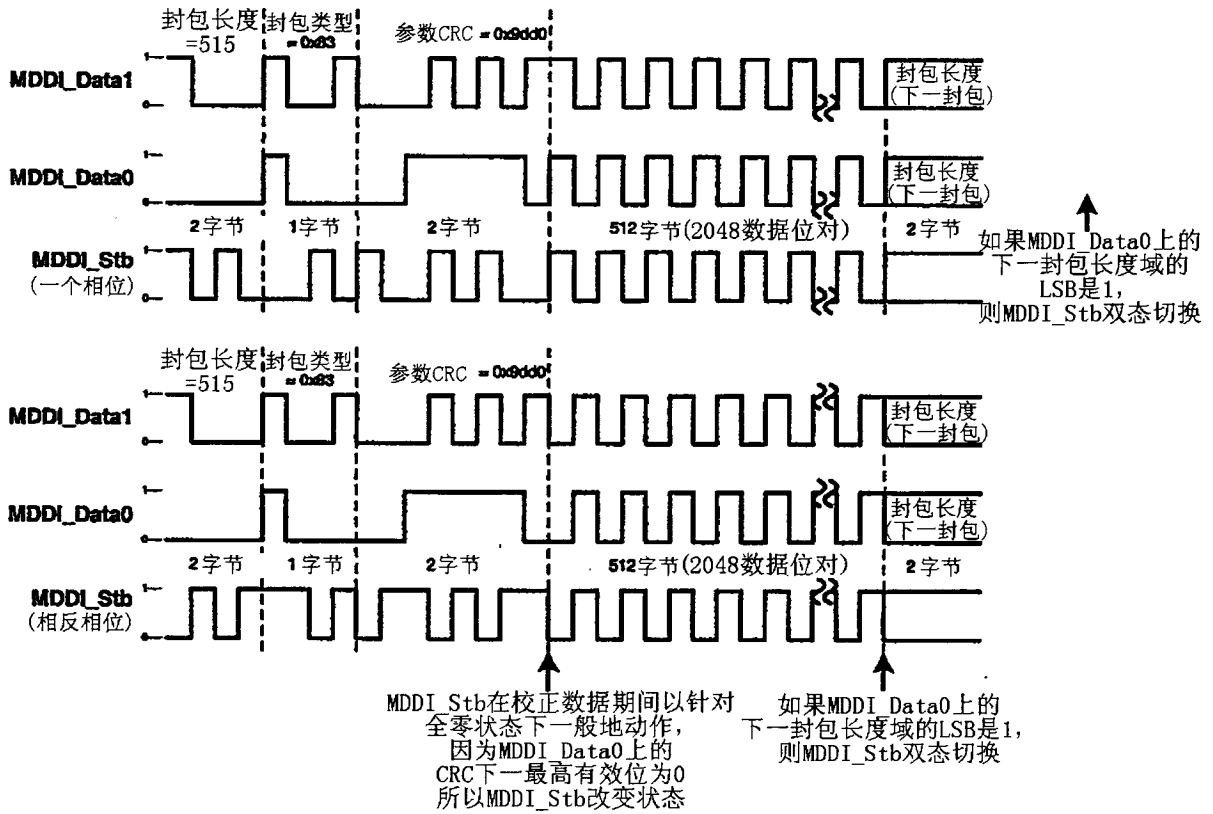 封包长度
=515
封包类型
=0x83
参数CRC =0x9dd0
MDDI_Data1
1
0
封包长度
(下一封包)
MDDI_Data0
1
0
封包长度
(下一封包)
2字节
1字节
2字节
512字节(2048数据位对)
2字节
MDDI_Stb
(一个相位)
1
0
如果MDDI_Data0上的
下一封包长度域的
LSB是1,
则MDDI_Stb双态切换
封包长度
=515
封包类型
=0x83
参数CRC =0x9dd0
MDDI_Data1
1
0
封包长度
(下一封包)
MDDI_Data0
1
0
封包长度
(下一封包)
2字节
1字节
2字节
512字节(2048数据位对)
2字节
MDDI_Stb
(相反相位)
1
0
MDDI_Stb在校正数据期间以针对
全零状态下一般地动作,
因为MDDI_Data0上的
CRC下一最高有效位为0
所以MDDI_Stb改变状态
如果MDDI_Data0上的
下一封包长度域的LSB是1,
则MDDI_Stb双态切换